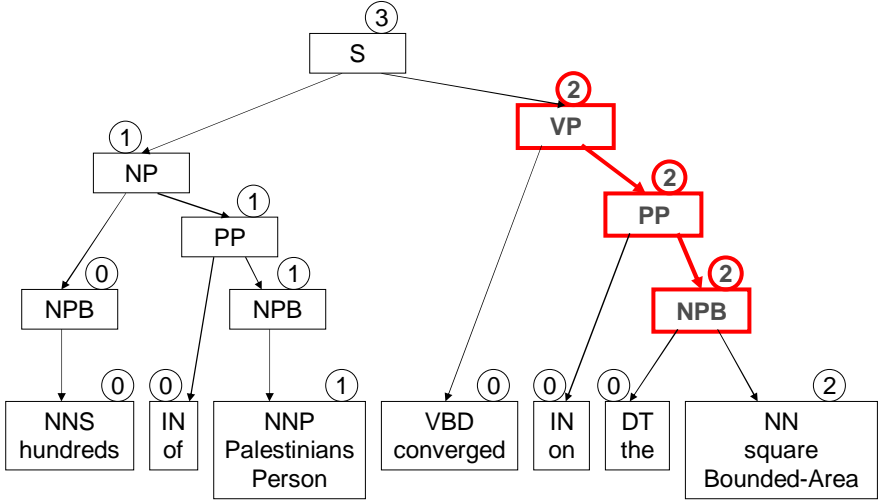 3
S
2
VP
1
NP
2
PP
1
PP
0
NPB
1
NPB
2
NPB
0
NNS
hundreds
0
IN
of
1
NNP
Palestinians
Person
0
VBD
converged
0
IN
on
0
DT
the
2
NN
square
Bounded-Area